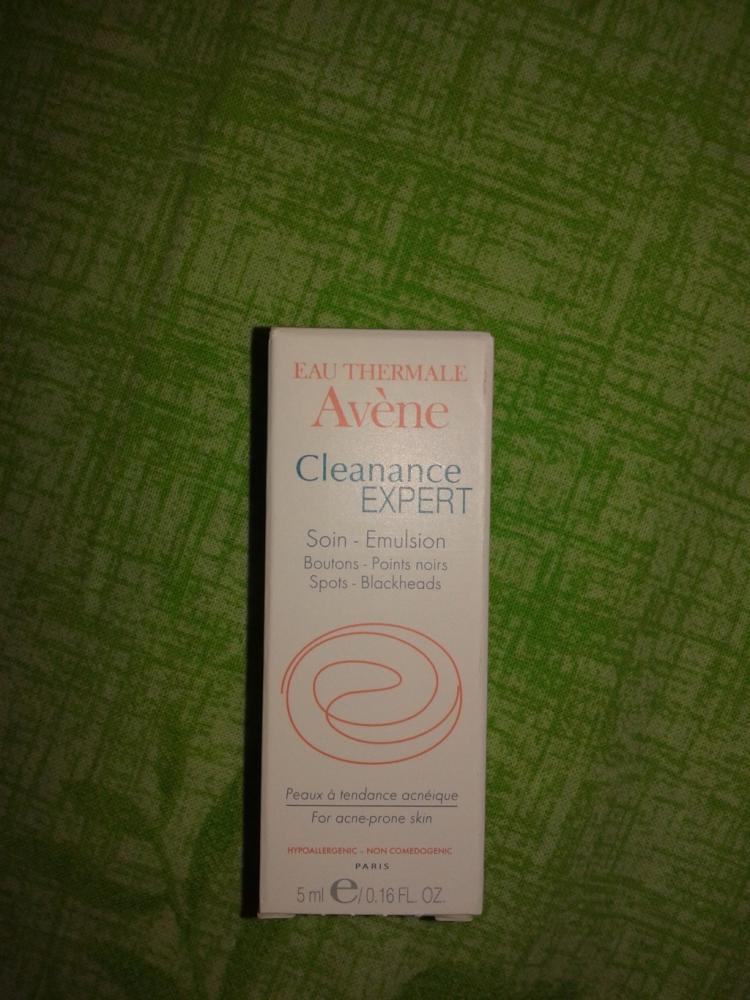 EAU THERMALE
Avène
Cleanance
EXPERT
Soin - Emulsion
Boutons - Points noirs
Spots - Blackheads
Peaux à tendance acnéique
For acne-prone skin
HYPOALLERGENIC - NON COMEDOGENIC
PARIS
5 ml e / 0.16 FL. OZ.